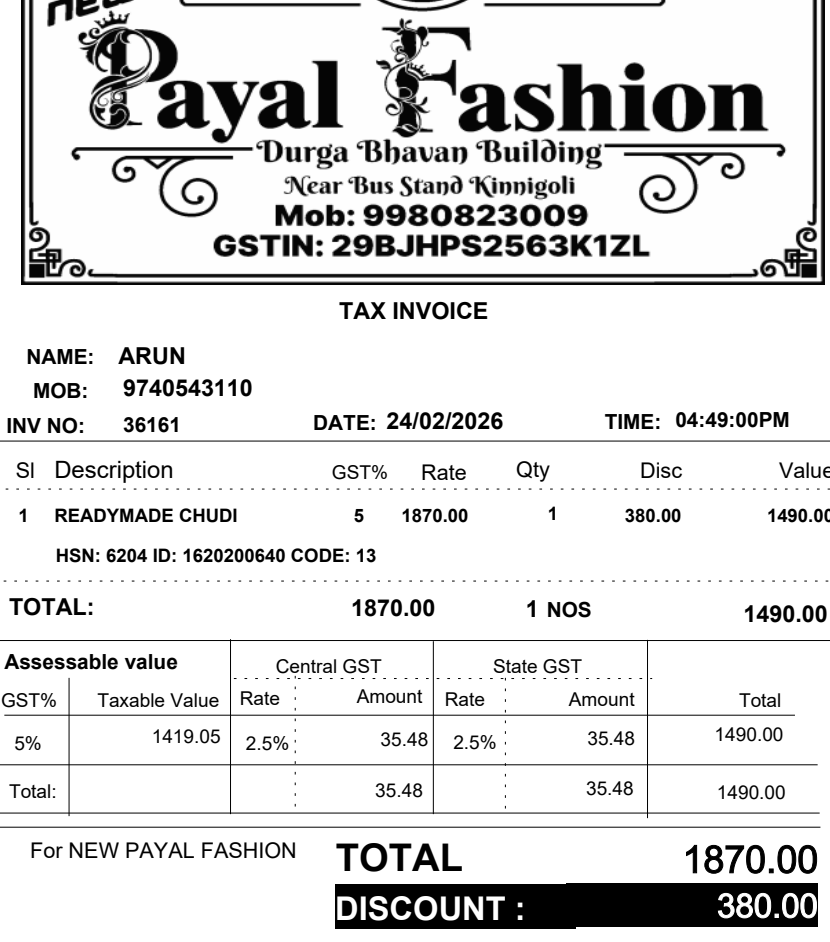 new
Payal Fashion
Durga Bhavan Building
Near Bus Stand Kinnigoli
Mob: 9980823009
GSTIN: 29BJHPS2563K1ZL
TAX INVOICE
NAME: ARUN
MOB: 9740543110
INV NO: 36161 DATE: 24/02/2026 TIME: 04:49:00PM
Sl Description GST% Rate Qty Disc Value
1 READYMADE CHUDI 5 1870.00 1 380.00 1490.00
HSN: 6204 ID: 1620200640 CODE: 13
TOTAL: 1870.00 1 NOS 1490.00
Assessable value Central GST State GST
GST% Taxable Value Rate Amount Rate Amount Total
5% 1419.05 2.5% 35.48 2.5% 35.48 1490.00
Total: 35.48 35.48 1490.00
For NEW PAYAL FASHION TOTAL 1870.00
DISCOUNT : 380.00